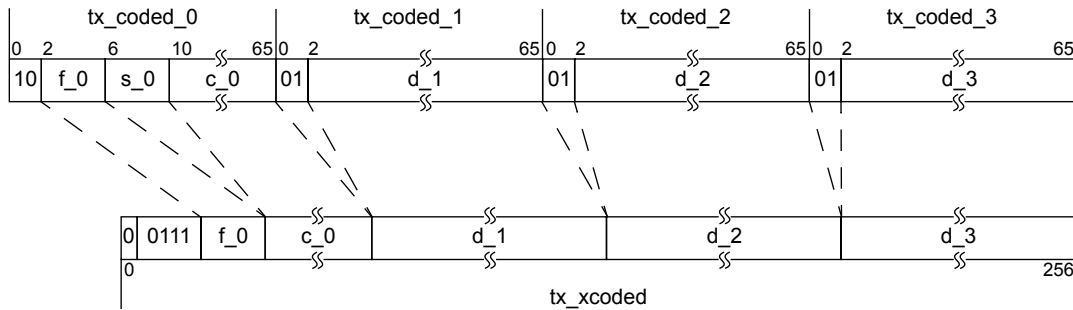 tx_coded_0 tx_coded_1 tx_coded_2 tx_coded_3
0 2 6 10 65 0 2 65 0 2 65 0 2 65
10 f_0 s_0 c_0 01 d_1 01 d_2 01 d_3
0 0111 f_0 c_0 d_1 d_2 d_3
0 256
tx_xcoded